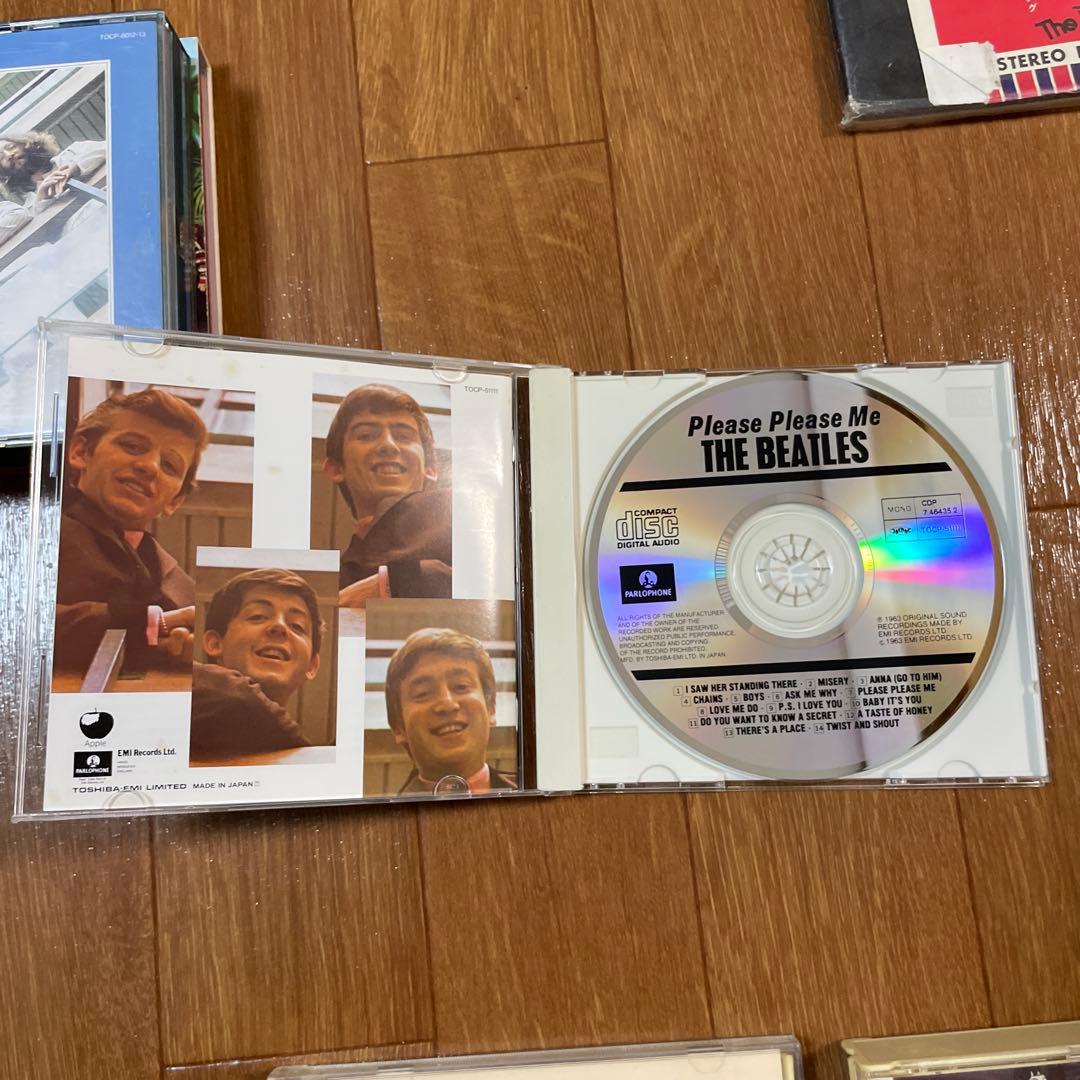 TOCP-8012-13
グ
The
STEREO
TOCP-51111
Apple
EMI Records Ltd.
PARLOPHONE
TOSHIBA-EMI LIMITED MADE IN JAPAN
Please Please Me
THE BEATLES
COMPACT
disc
DIGITAL AUDIO
MONO
CDP
7 46435 2
TOCP-51111
PARLOPHONE
ALL RIGHTS OF THE MANUFACTURER
AND OF THE OWNER OF THE
RECORDED WORK ARE RESERVED.
UNAUTHORIZED PUBLIC PERFORMANCE,
BROADCASTING AND COPYING
OF THE RECORD PROHIBITED.
MFD. BY TOSHIBA-EMI LTD. IN JAPAN.
℗ 1963 ORIGINAL SOUND
RECORDINGS MADE BY
EMI RECORDS LTD.
© 1963 EMI RECORDS LTD.
1 I SAW HER STANDING THERE · 2 MISERY · 3 ANNA (GO TO HIM)
4 CHAINS · 5 BOYS · 6 ASK ME WHY · 7 PLEASE PLEASE ME
8 LOVE ME DO · 9 P.S. I LOVE YOU · 10 BABY IT'S YOU
11 DO YOU WANT TO KNOW A SECRET · 12 A TASTE OF HONEY
13 THERE'S A PLACE · 14 TWIST AND SHOUT